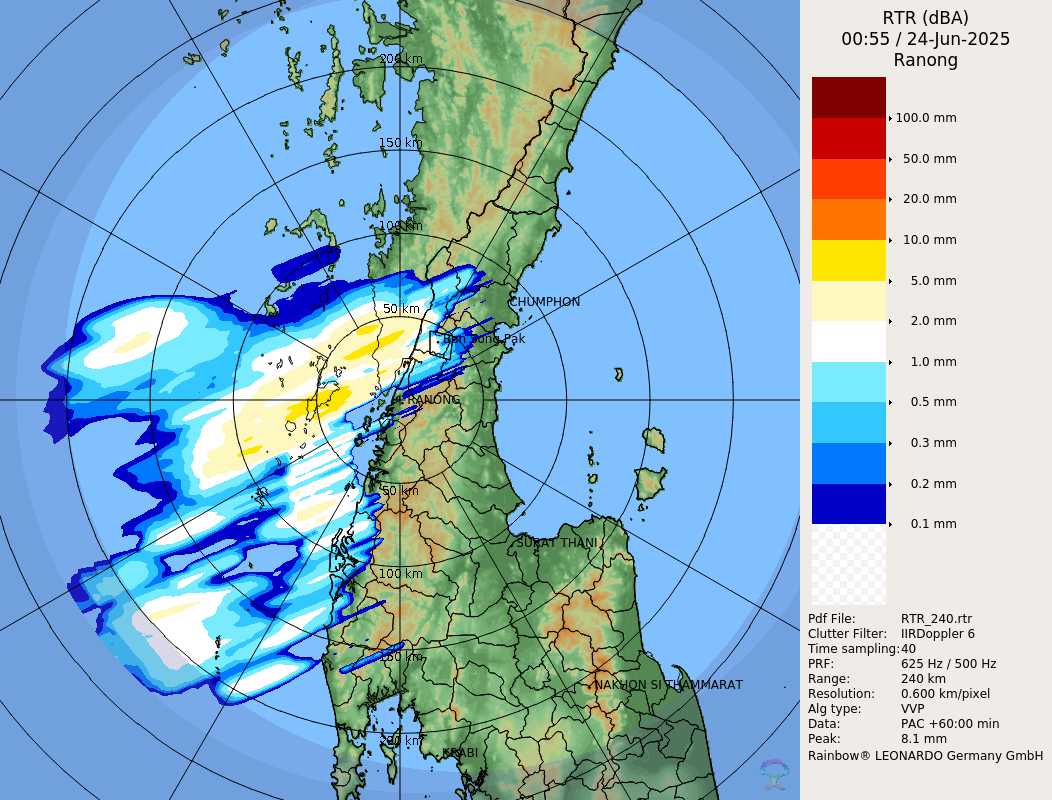 RTR (dBA)
00:55 / 24-Jun-2025
Ranong
100.0 mm
50.0 mm
20.0 mm
10.0 mm
5.0 mm
2.0 mm
1.0 mm
0.5 mm
0.3 mm
0.2 mm
0.1 mm
Pdf File: RTR_240.rtr
Clutter Filter: IIRDoppler 6
Time sampling:40
PRF: 625 Hz / 500 Hz
Range: 240 km
Resolution: 0.600 km/pixel
Alg type: VVP
Data: PAC +60:00 min
Peak: 8.1 mm
Rainbow® LEONARDO Germany GmbH
200 km
150 km
100 km
50 km
CHUMPHON
Ban Song Pak
RANONG
50 km
SURAT THANI
100 km
150 km
NAKHON SI THAMMARAT
200 km
KRABI